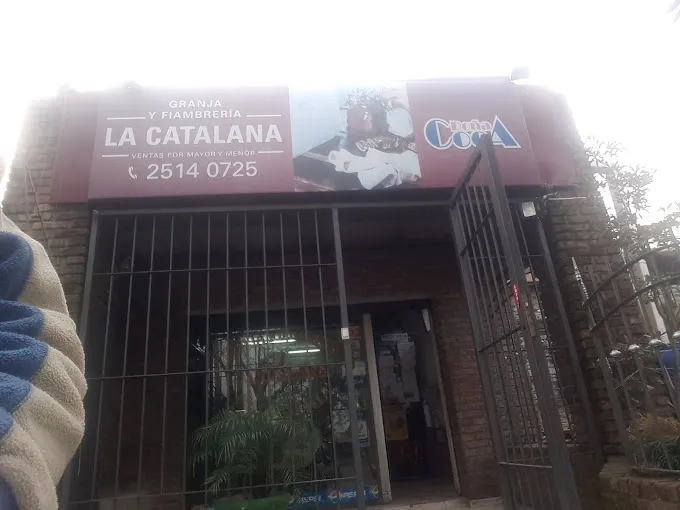 GRANJA
Y FIAMBRERÍA
LA CATALANA
VENTAS POR MAYOR Y MENOR
2514 0725
Doña
COCA